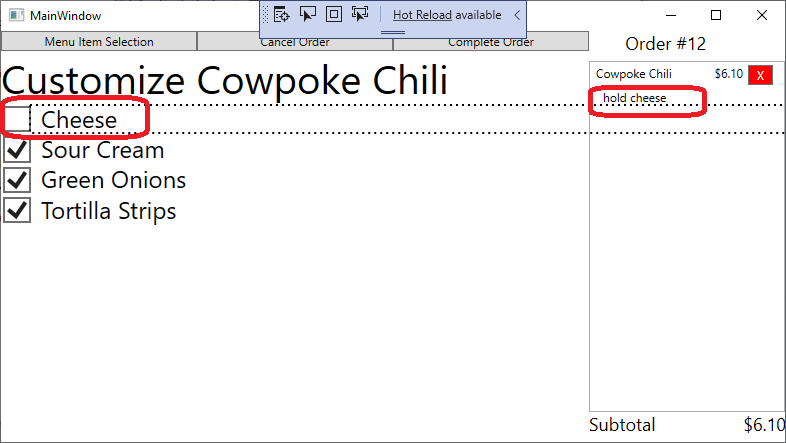 MainWindow
Hot Reload available
Menu Item Selection
Cancel Order
Complete Order
Order #12
Customize Cowpoke Chili
Cheese
Sour Cream
Green Onions
Tortilla Strips
Cowpoke Chili $6.10 X
hold cheese
Subtotal $6.10